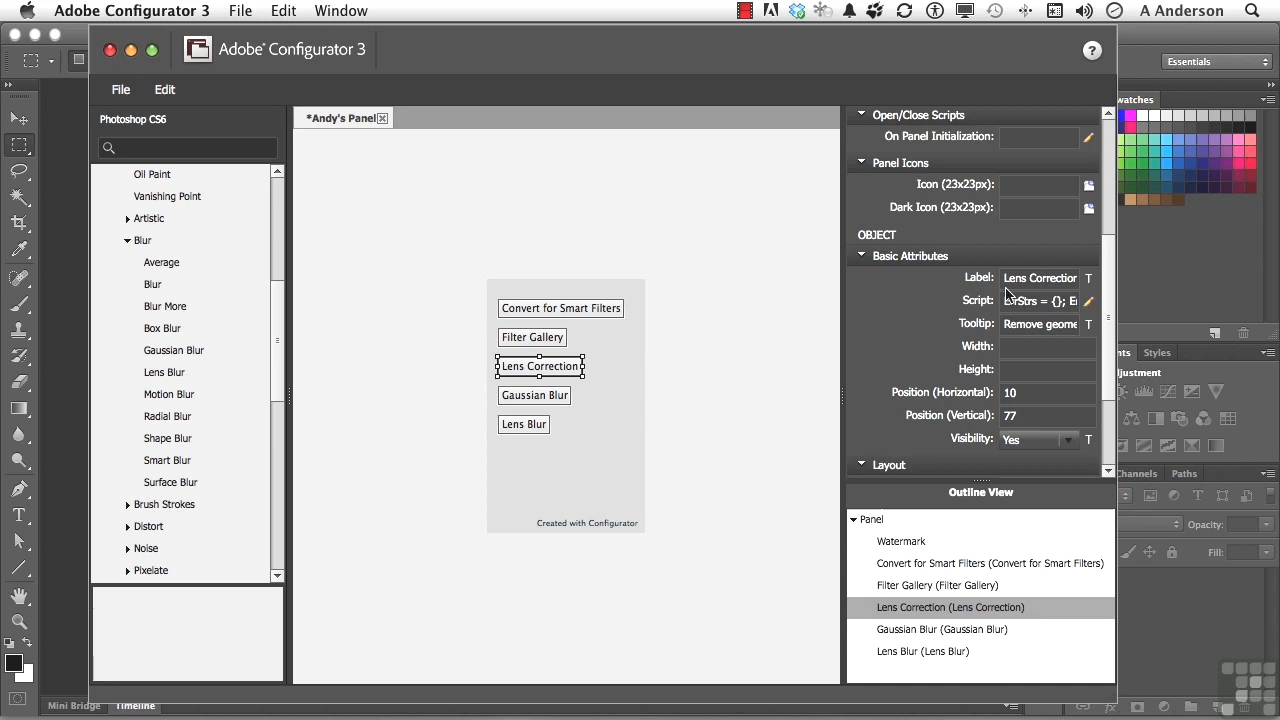 Adobe Configurator 3 File Edit Window
A Anderson
Adobe® Configurator 3
?
Essentials
File Edit
Photoshop CS6
*Andy's Panel
Oil Paint
Vanishing Point
Artistic
Blur
Average
Blur
Blur More
Box Blur
Gaussian Blur
Lens Blur
Motion Blur
Radial Blur
Shape Blur
Smart Blur
Surface Blur
Brush Strokes
Distort
Noise
Pixelate
Convert for Smart Filters
Filter Gallery
Lens Correction
Gaussian Blur
Lens Blur
Created with Configurator
Open/Close Scripts
On Panel Initialization:
Panel Icons
Icon (23x23px):
Dark Icon (23x23px):
OBJECT
Basic Attributes
Label: Lens Correction T
Script: ErrStrs = {}; Er
Tooltip: Remove geome T
Width:
Height:
Position (Horizontal): 10
Position (Vertical): 77
Visibility: Yes T
Layout
Outline View
Panel
Watermark
Convert for Smart Filters (Convert for Smart Filters)
Filter Gallery (Filter Gallery)
Lens Correction (Lens Correction)
Gaussian Blur (Gaussian Blur)
Lens Blur (Lens Blur)
watches
nts Styles
djustment
hannels Paths
Opacity:
Fill:
Mini Bridge Timeline